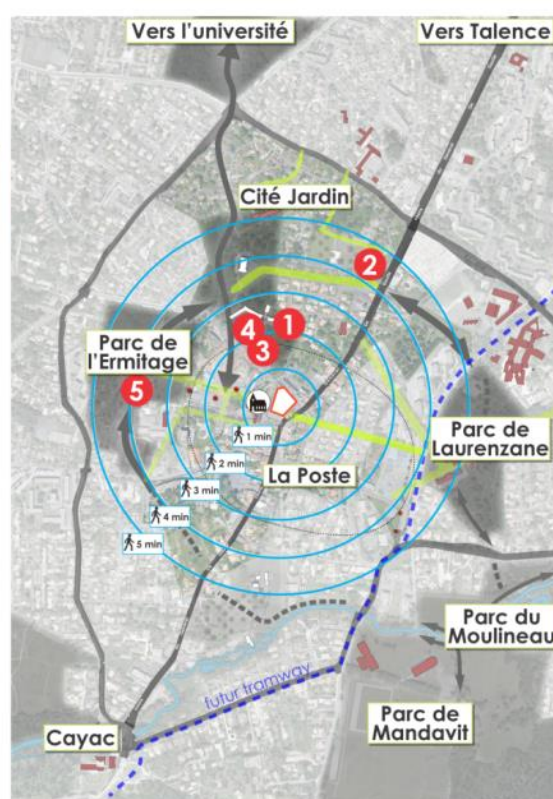 Vers l'université
Vers Talence
Cité Jardin
2
1
4
3
Parc de
l'Ermitage
5
1 min
Parc de
Laurenzane
2 min
La Poste
3 min
4 min
5 min
Parc du
Moulineau
futur tramway
Parc de
Mandavit
Cayac